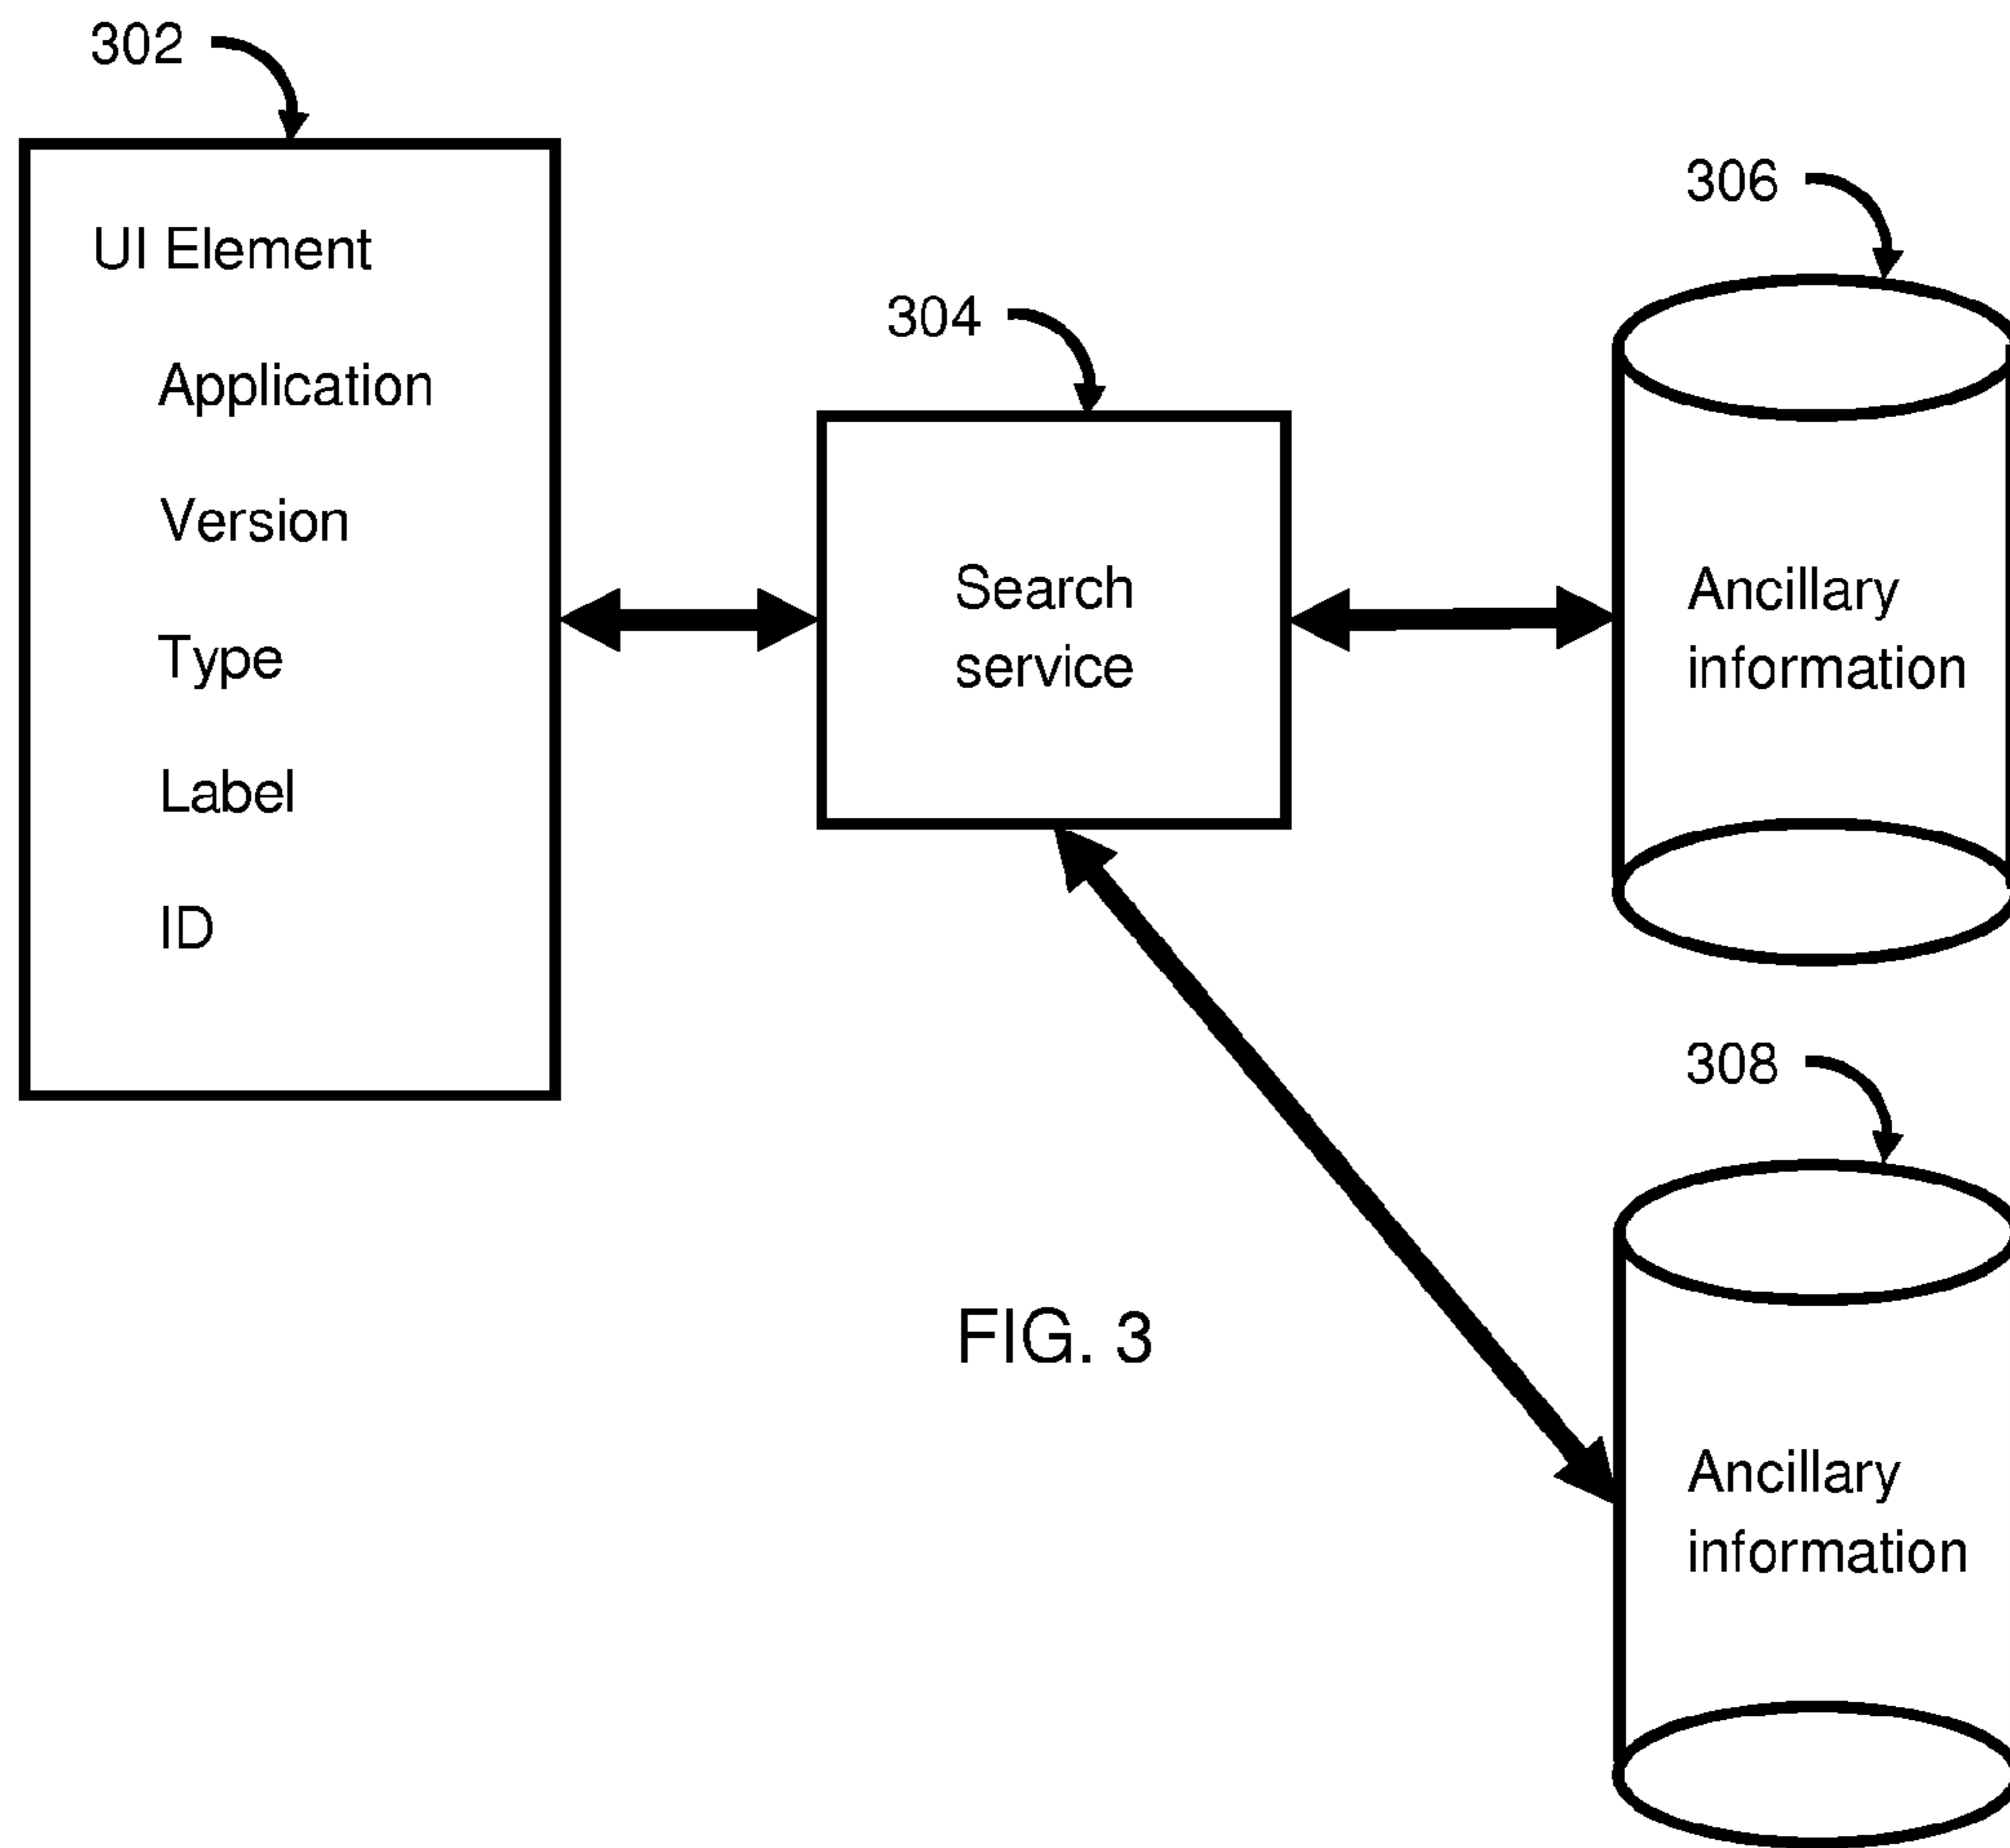 302
UI Element
Application
Version
Type
Label
ID
304
Search
service
306
Ancillary
information
308
Ancillary
information
FIG. 3